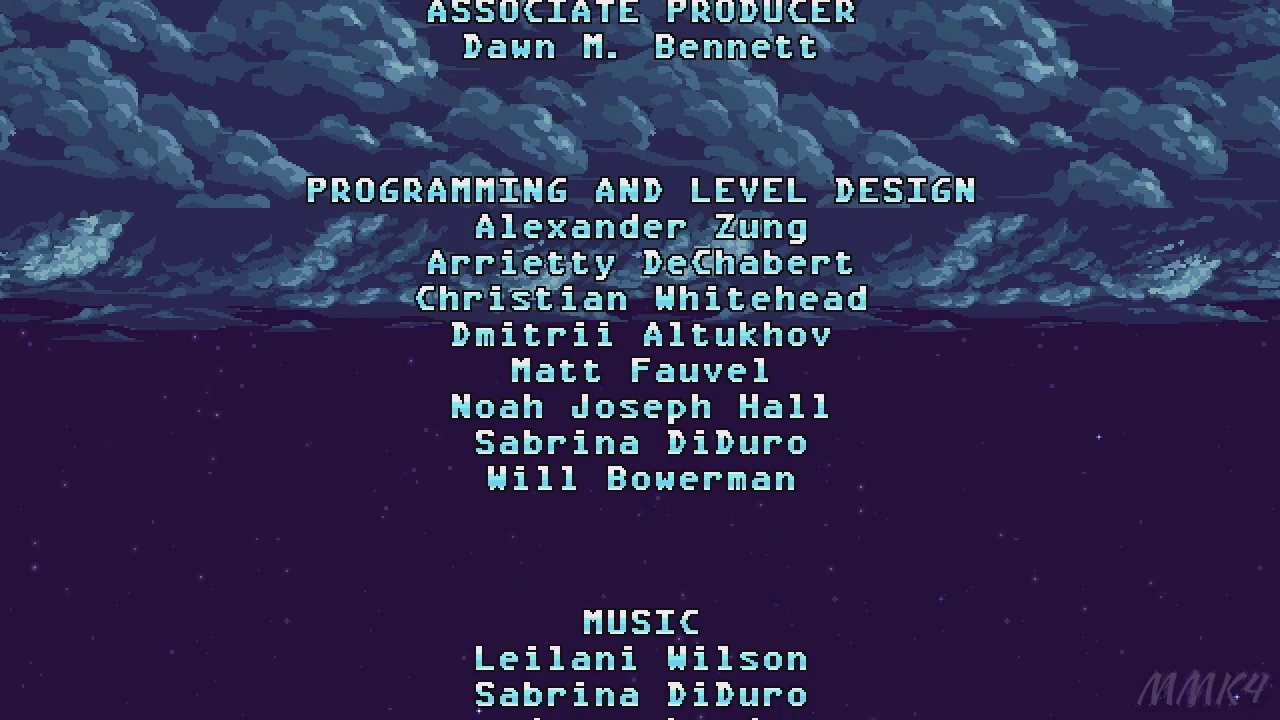 ASSOCIATE PRODUCER
Dawn M. Bennett
PROGRAMMING AND LEVEL DESIGN
Alexander Zung
Arrietty DeChabert
Christian Whitehead
Dmitrii Altukhov
Matt Fauvel
Noah Joseph Hall
Sabrina DiDuro
Will Bowerman
MUSIC
Leilani Wilson
Sabrina DiDuro
MMK4